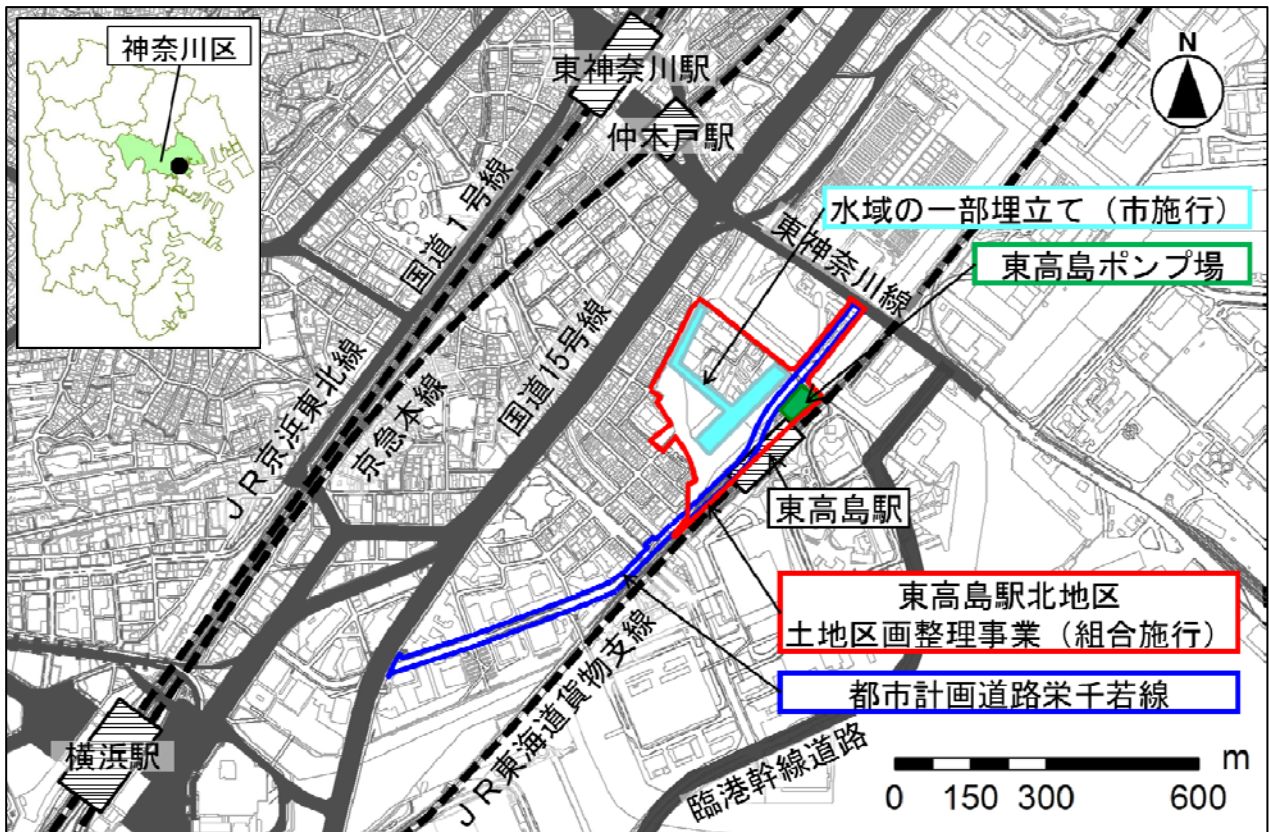 神奈川区
N
東神奈川駅
仲木戸駅
国道1号線
水域の一部埋立て（市施行）
東神奈川線
東高島ポンプ場
国道15号線
JR京浜東北線
京急本線
東高島駅
東高島駅北地区
土地区画整理事業（組合施行）
都市計画道路栄千若線
JR東海道貨物支線
横浜駅
臨港幹線道路
m
0 150 300 600